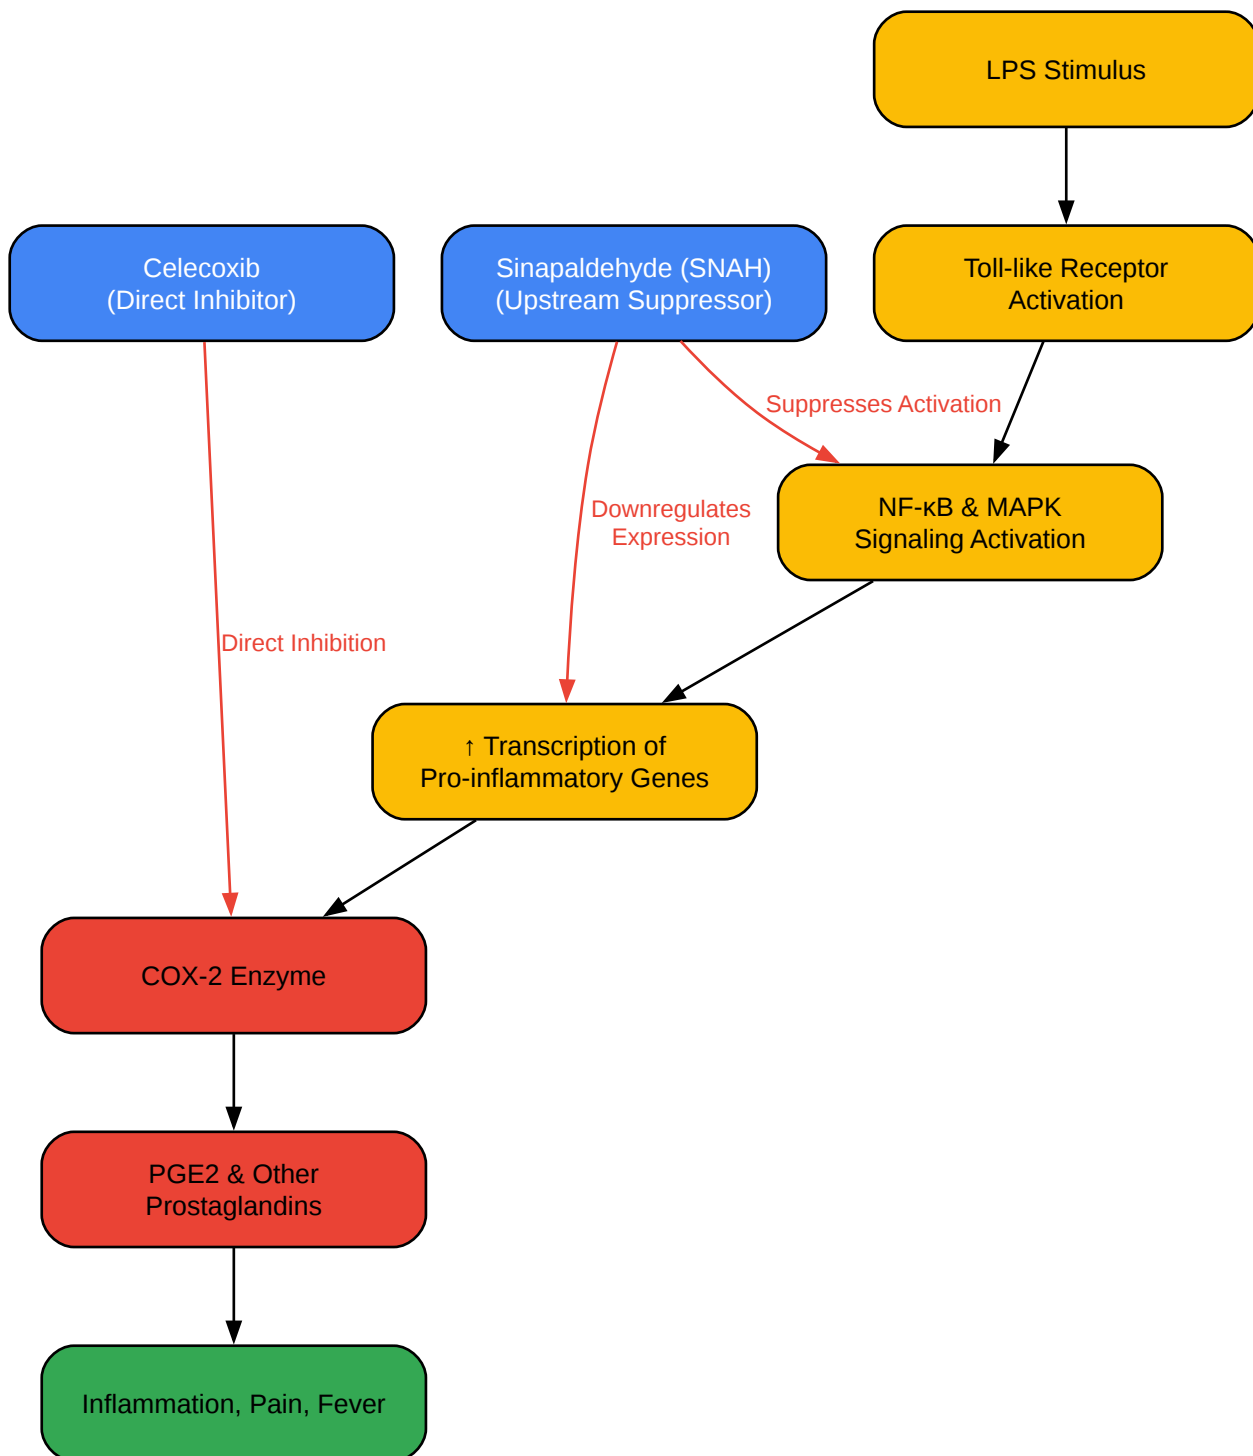 LPS Stimulus
Celecoxib
(Direct Inhibitor)
Sinapaldehyde (SNAH)
(Upstream Suppressor)
Toll-like Receptor
Activation
Suppresses Activation
Downregulates
Expression
NF-κB & MAPK
Signaling Activation
Direct Inhibition
↑ Transcription of
Pro-inflammatory Genes
COX-2 Enzyme
PGE2 & Other
Prostaglandins
Inflammation, Pain, Fever